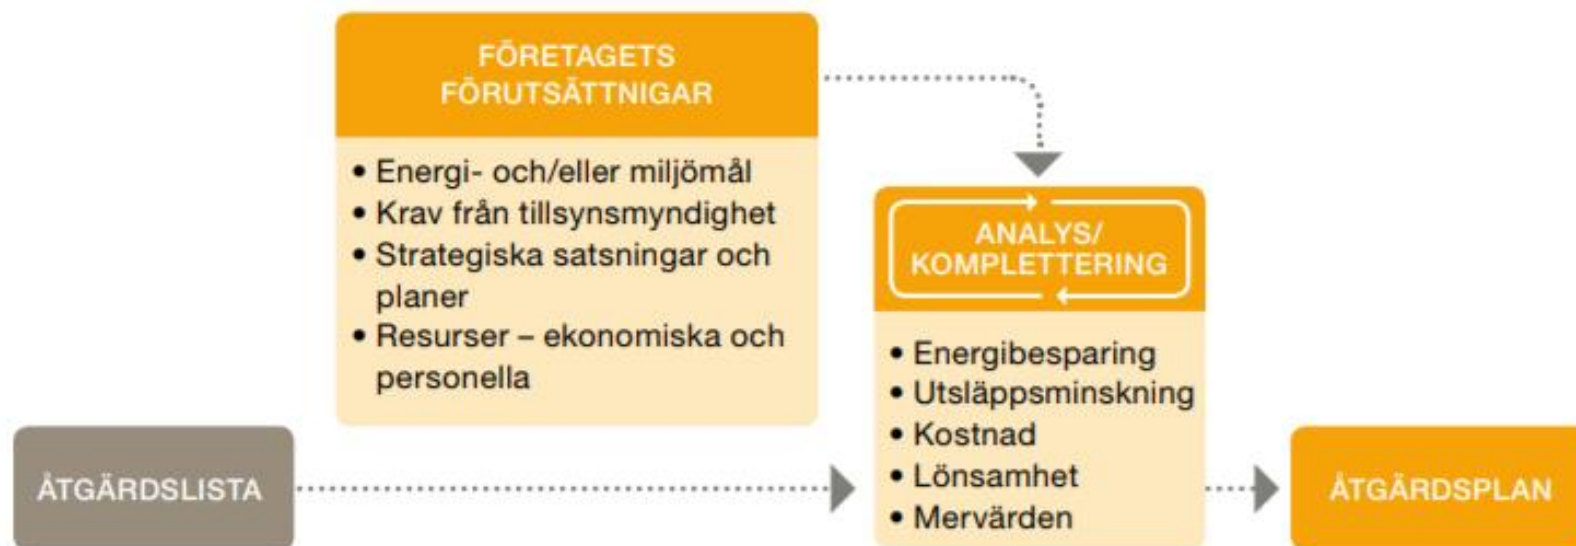 FÖRETAGETS
FÖRUTSÄTTNIGAR
• Energi- och/eller miljömål
• Krav från tillsynsmyndighet
• Strategiska satsningar och
planer
• Resurser – ekonomiska och
personella
ANALYS/
KOMPLETTERING
• Energibesparing
• Utsläppsminskning
• Kostnad
• Lönsamhet
• Mervärden
ÅTGÄRDSLISTA
ÅTGÄRDSPLAN